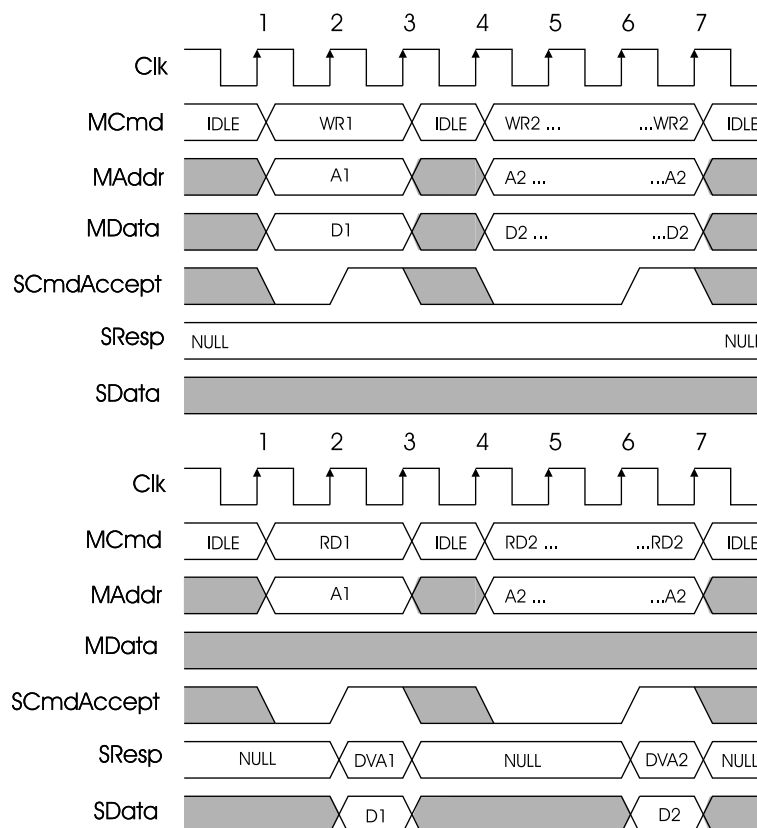 1 2 3 4 5 6 7
Clk
MCmd IDLE WR1 IDLE WR2 ... ...WR2 IDLE
MAddr A1 A2 ... ...A2
MData D1 D2 ... ...D2
SCmdAccept
SResp NULL NULL
SData
1 2 3 4 5 6 7
Clk
MCmd IDLE RD1 IDLE RD2 ... ...RD2 IDLE
MAddr A1 A2 ... ...A2
MData
SCmdAccept
SResp NULL DVA1 NULL DVA2 NULL
SData D1 D2